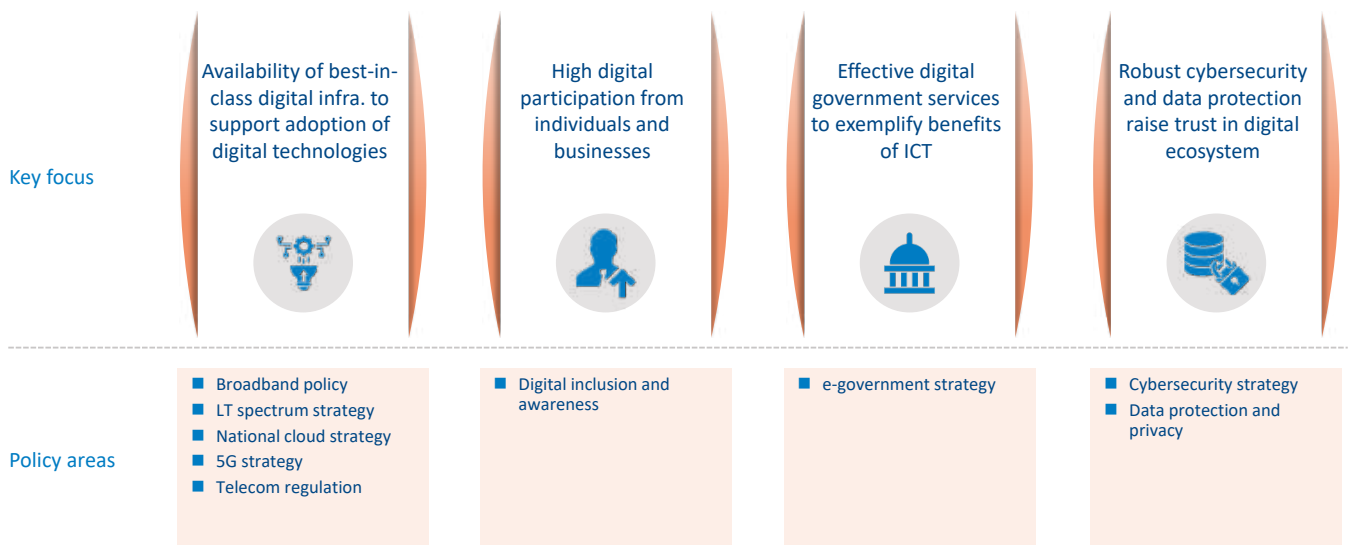 Key focus
Availability of best-in-
class digital infra. to
support adoption of
digital technologies
High digital
participation from
individuals and
businesses
Effective digital
government services
to exemplify benefits
of ICT
Robust cybersecurity
and data protection
raise trust in digital
ecosystem
Policy areas
Broadband policy
LT spectrum strategy
National cloud strategy
5G strategy
Telecom regulation
Digital inclusion and
awareness
e-government strategy
Cybersecurity strategy
Data protection and
privacy